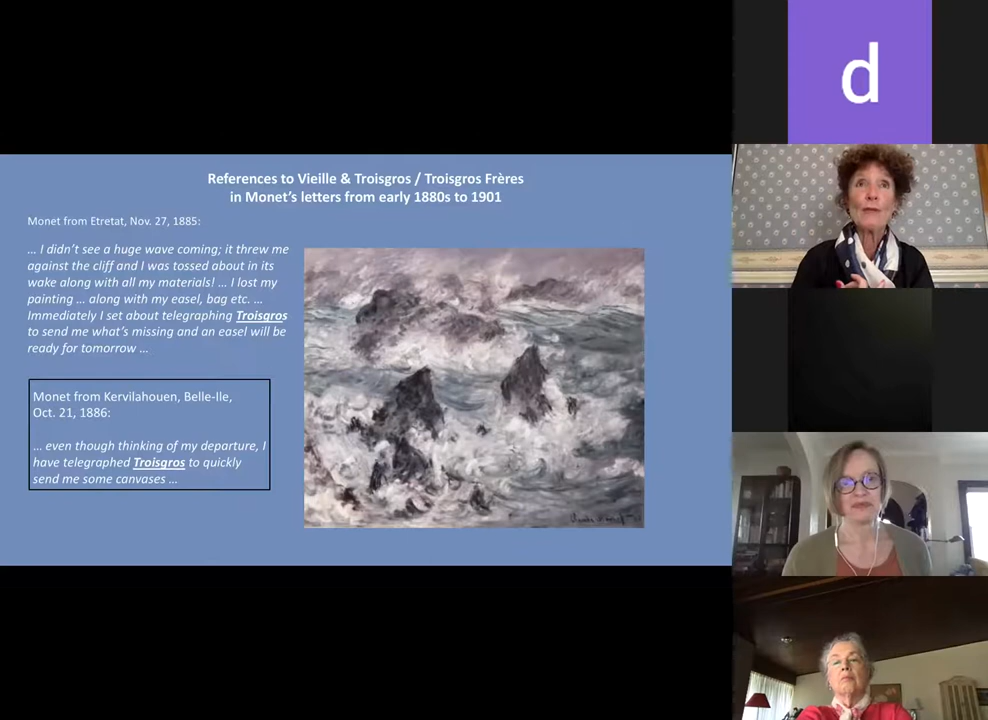 d
References to Vieille & Troisgros / Troisgros Frères
in Monet's letters from early 1880s to 1901
Monet from Etretat, Nov. 27, 1885:
… I didn't see a huge wave coming; it threw me
against the cliff and I was tossed about in its
wake along with all my materials! … I lost my
painting … along with my easel, bag etc. …
Immediately I set about telegraphing Troisgros
to send me what's missing and an easel will be
ready for tomorrow …
Monet from Kervilahouen, Belle-Ile,
Oct. 21, 1886:
… even though thinking of my departure, I
have telegraphed Troisgros to quickly
send me some canvases …